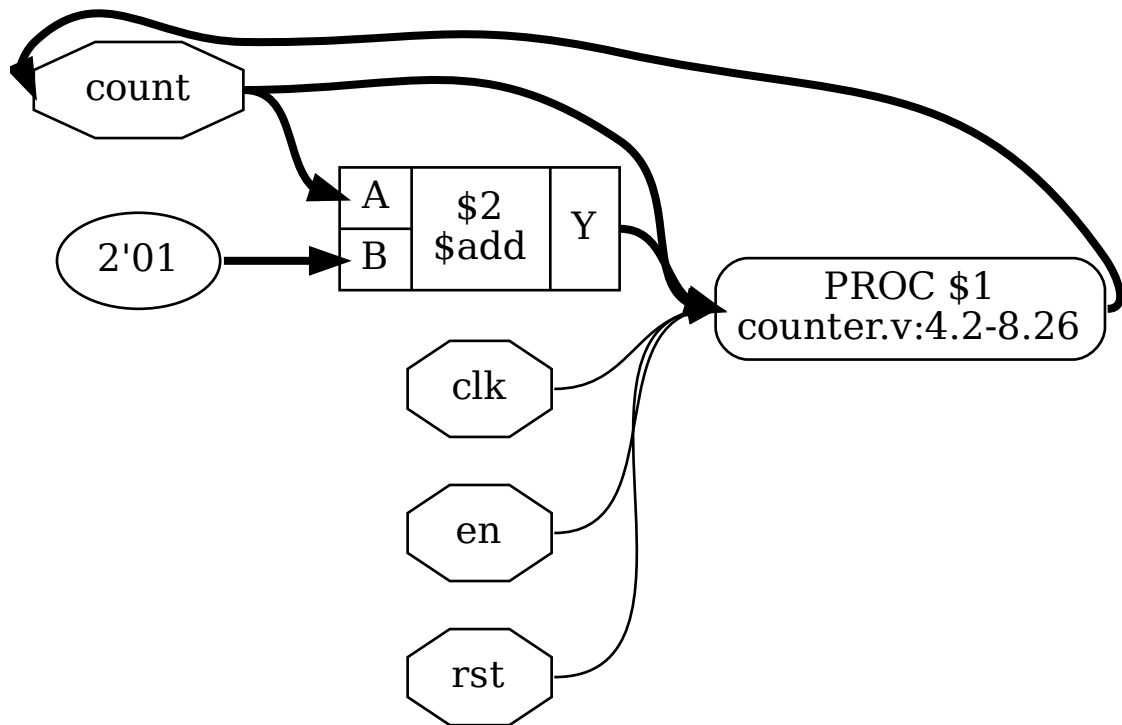 count
A
$2
$add
Y
2'01
B
PROC $1
counter.v:4.2-8.26
clk
en
rst